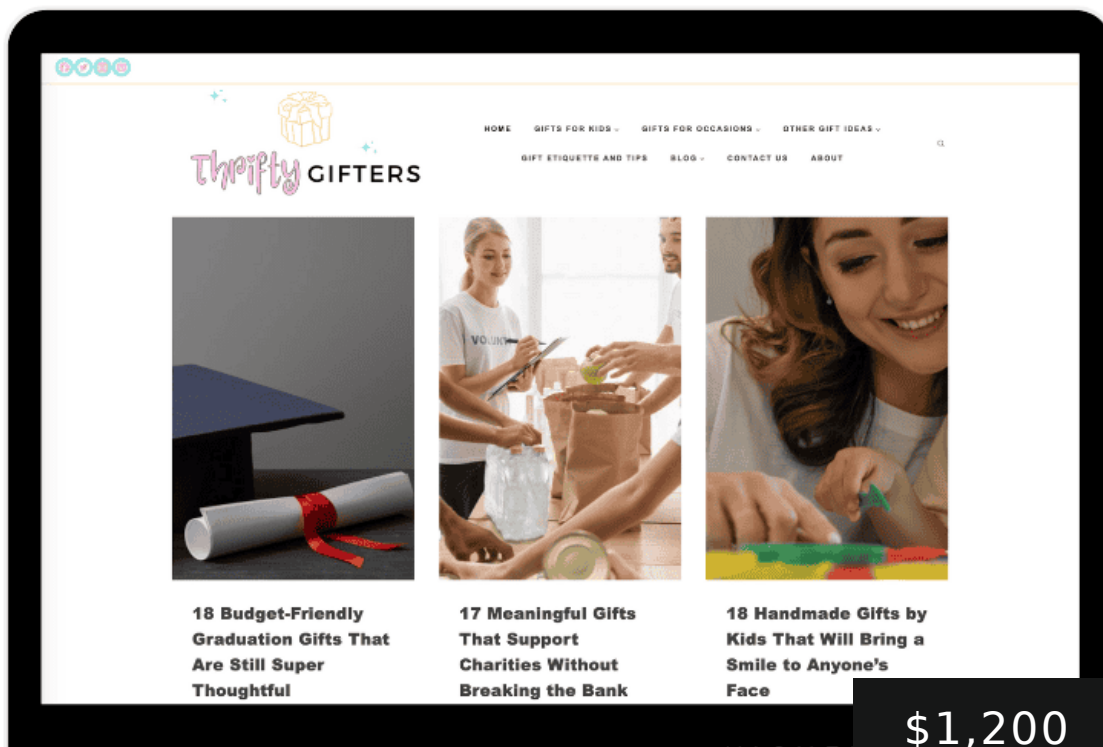 HOME GIFTS FOR KIDS GIFTS FOR OCCASIONS OTHER GIFT IDEAS
GIFT ETIQUETTE AND TIPS BLOG CONTACT US ABOUT
Thrifty GIFTERS
VOLUNT
18 Budget-Friendly
Graduation Gifts That
Are Still Super
Thoughtful
17 Meaningful Gifts
That Support
Charities Without
Breaking the Bank
18 Handmade Gifts by
Kids That Will Bring a
Smile to Anyone’s
Face
$1,200